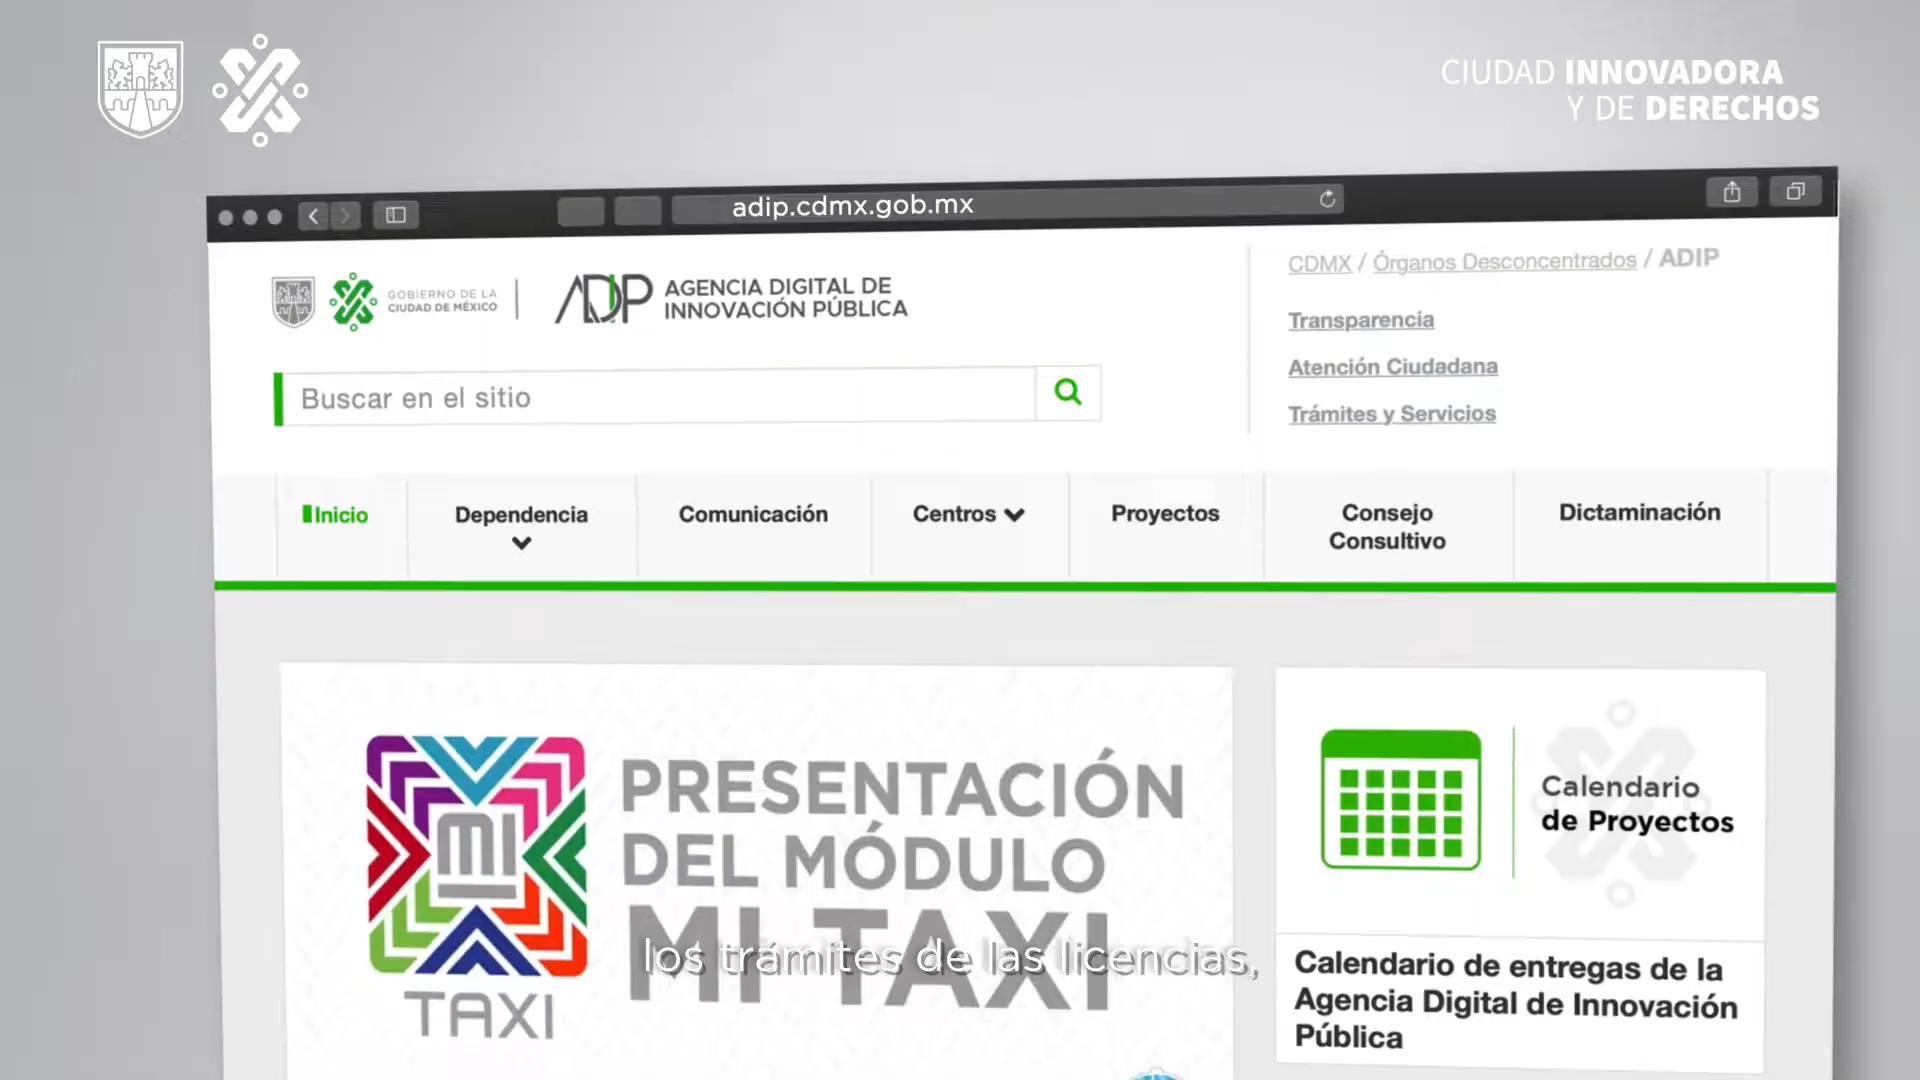 CIUDAD INNOVADORA
Y DE DERECHOS
adip.cdmx.gob.mx
GOBIERNO DE LA
CIUDAD DE MÉXICO
ADIP
AGENCIA DIGITAL DE
INNOVACIÓN PÚBLICA
CDMX / Órganos Desconcentrados / ADIP
Transparencia
Atención Ciudadana
Trámites y Servicios
Buscar en el sitio
Inicio
Dependencia
Comunicación
Centros
Proyectos
Consejo
Consultivo
Dictaminación
MI
TAXI
PRESENTACIÓN
DEL MÓDULO
MI TAXI
Calendario
de Proyectos
Calendario de entregas de la
Agencia Digital de Innovación
Pública
los trámites de las licencias,